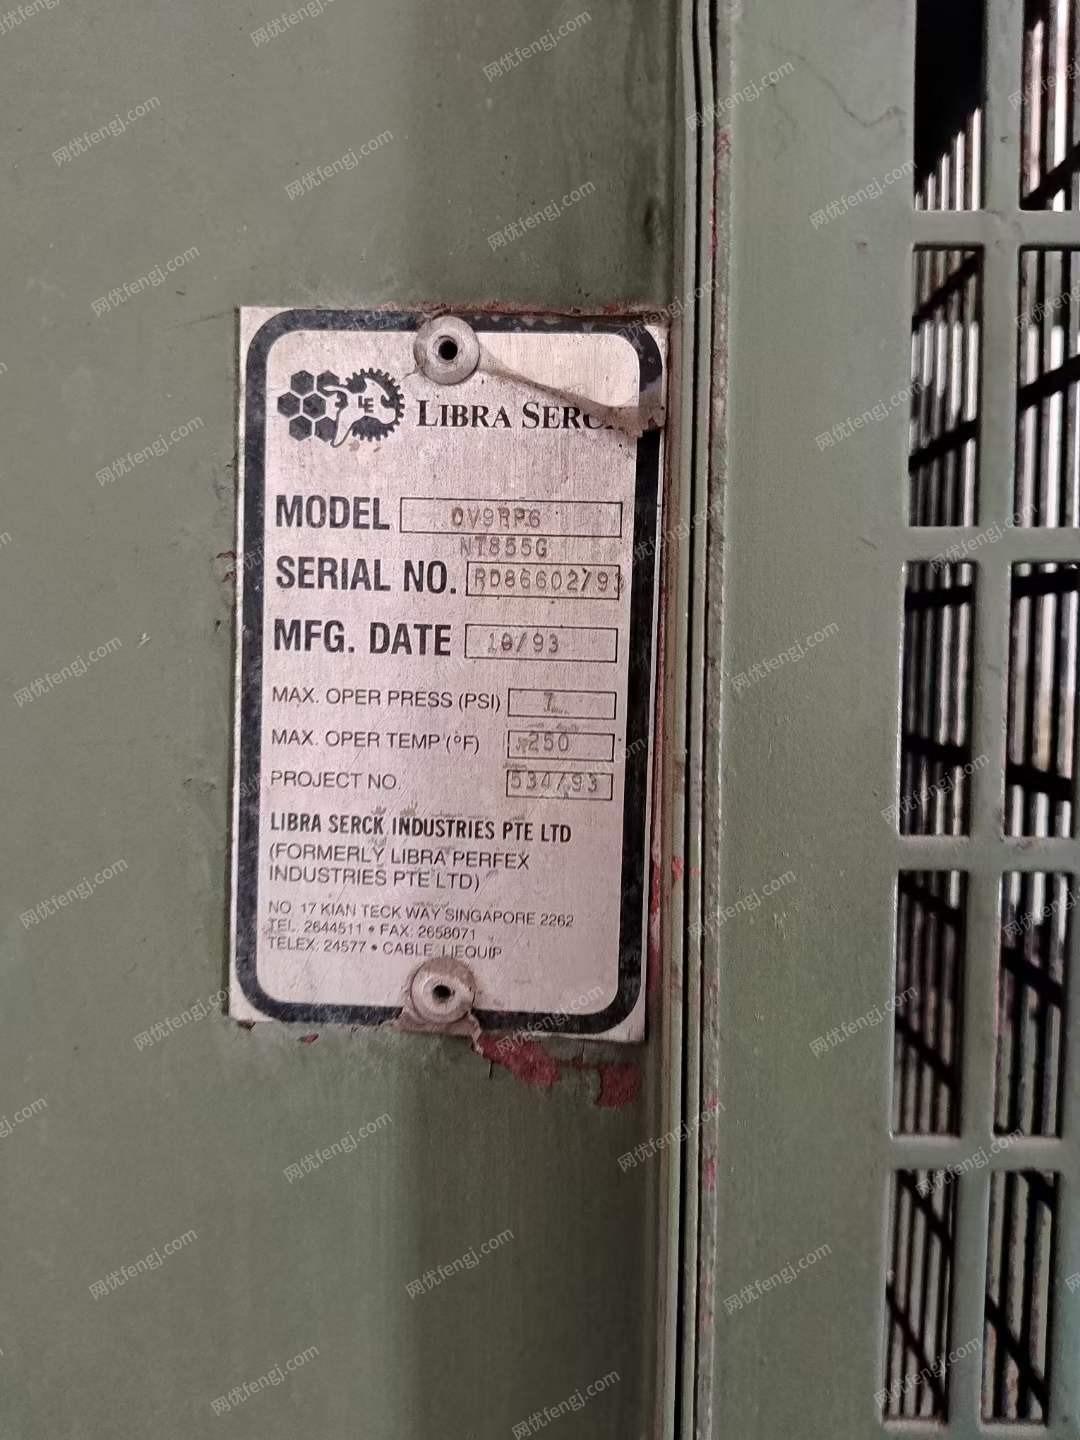 LE LIBRA SERCK
MODEL OV9RP6
NT855G
SERIAL NO. RD86602/93
MFG. DATE 10/93
MAX. OPER PRESS (PSI) 7
MAX. OPER TEMP (°F) 250
PROJECT NO. 534/93
LIBRA SERCK INDUSTRIES PTE LTD
(FORMERLY LIBRA PERFEX
INDUSTRIES PTE LTD)
NO. 17 KIAN TECK WAY SINGAPORE 2262
TEL. 2644511 • FAX. 2658071
TELEX. 24577 • CABLE. LIEQUIP
网优fengj.com